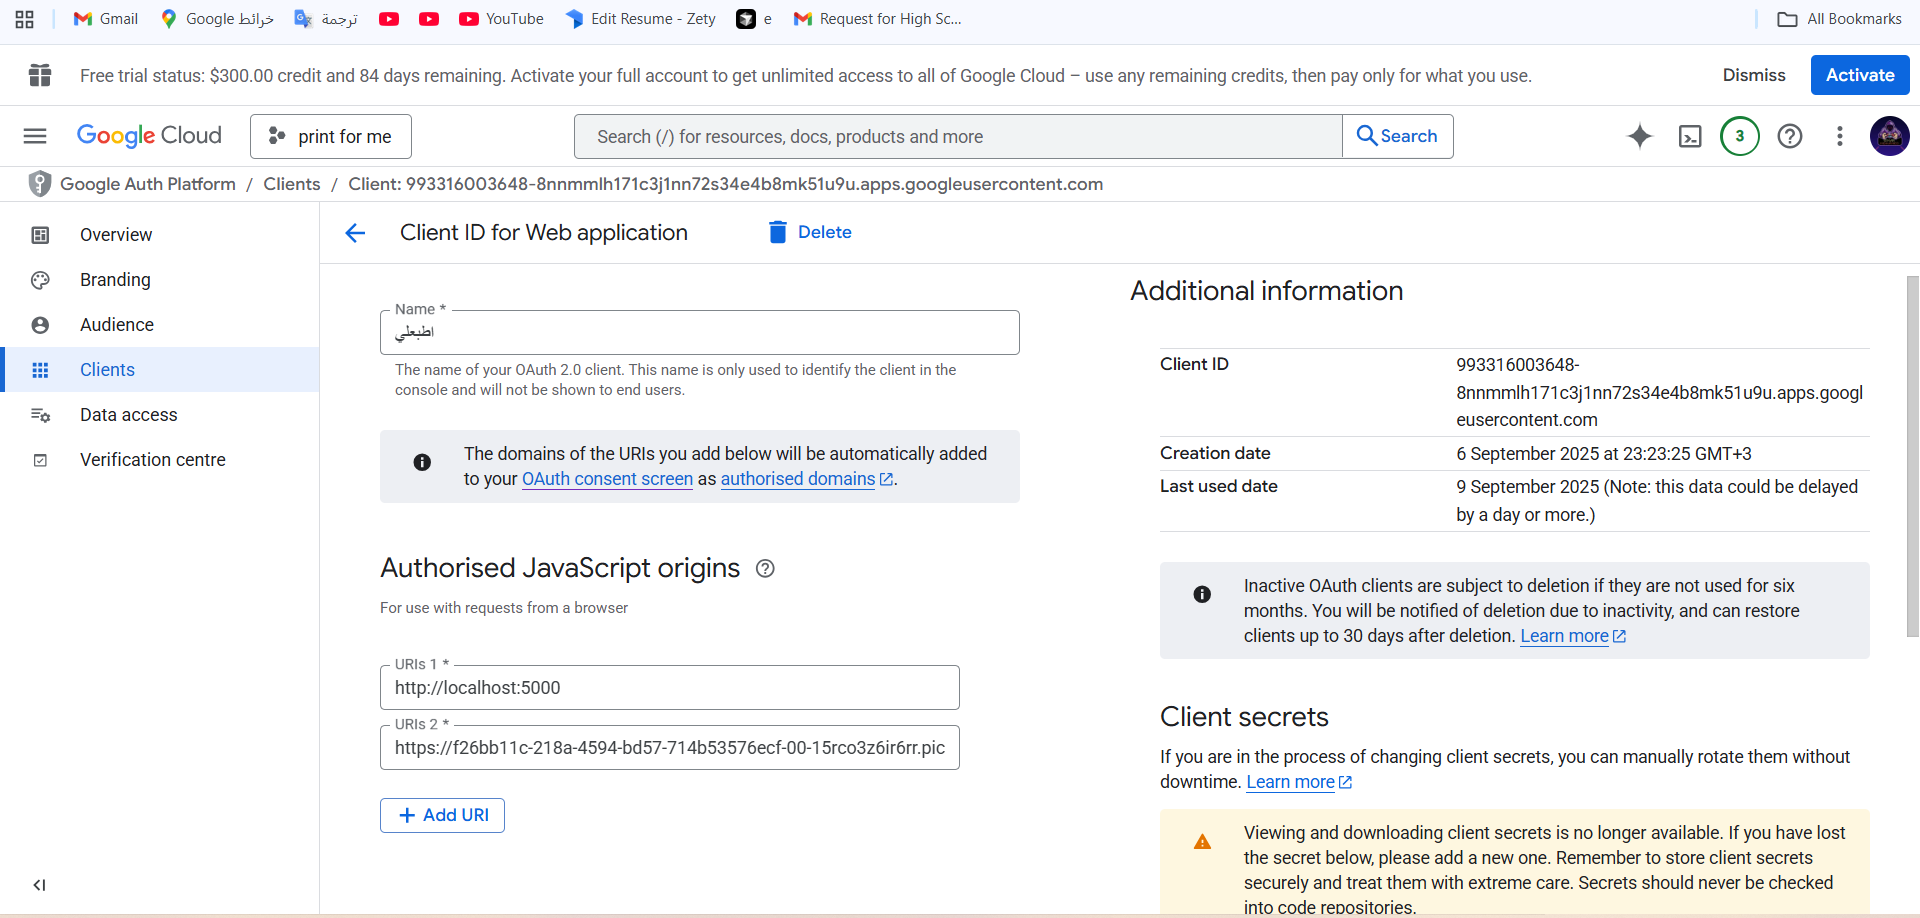 Gmail
Google خرائط
ترجمة
YouTube
Edit Resume - Zety
e
Request for High Sc...
All Bookmarks
Free trial status: $300.00 credit and 84 days remaining. Activate your full account to get unlimited access to all of Google Cloud – use any remaining credits, then pay only for what you use.
Dismiss
Activate
Google Cloud
print for me
Search (/) for resources, docs, products and more
Search
3
Google Auth Platform / Clients / Client: 993316003648-8nnmmlh171c3j1nn72s34e4b8mk51u9u.apps.googleusercontent.com
Overview
Branding
Audience
Clients
Data access
Verification centre
Client ID for Web application
Delete
Name *
اطبعلي
The name of your OAuth 2.0 client. This name is only used to identify the client in the
console and will not be shown to end users.
The domains of the URIs you add below will be automatically added
to your OAuth consent screen as authorised domains.
Authorised JavaScript origins
For use with requests from a browser
URIs 1 *
http://localhost:5000
URIs 2 *
https://f26bb11c-218a-4594-bd57-714b53576ecf-00-15rco3z6ir6rr.pic
Add URI
Additional information
Client ID
993316003648-
8nnmmlh171c3j1nn72s34e4b8mk51u9u.apps.googl
eusercontent.com
Creation date
6 September 2025 at 23:23:25 GMT+3
Last used date
9 September 2025 (Note: this data could be delayed
by a day or more.)
Inactive OAuth clients are subject to deletion if they are not used for six
months. You will be notified of deletion due to inactivity, and can restore
clients up to 30 days after deletion. Learn more
Client secrets
If you are in the process of changing client secrets, you can manually rotate them without
downtime. Learn more
Viewing and downloading client secrets is no longer available. If you have lost
the secret below, please add a new one. Remember to store client secrets
securely and treat them with extreme care. Secrets should never be checked
into code repositories.